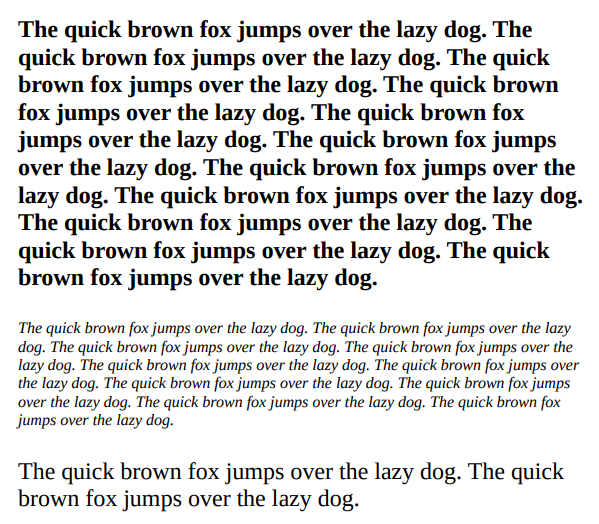 The quick brown fox jumps over the lazy dog. The
quick brown fox jumps over the lazy dog. The quick
brown fox jumps over the lazy dog. The quick brown
fox jumps over the lazy dog. The quick brown fox
jumps over the lazy dog. The quick brown fox jumps
over the lazy dog. The quick brown fox jumps over the
lazy dog. The quick brown fox jumps over the lazy dog.
The quick brown fox jumps over the lazy dog. The
quick brown fox jumps over the lazy dog. The quick
brown fox jumps over the lazy dog.
The quick brown fox jumps over the lazy dog. The quick brown fox jumps over the lazy
dog. The quick brown fox jumps over the lazy dog. The quick brown fox jumps over the
lazy dog. The quick brown fox jumps over the lazy dog. The quick brown fox jumps over
the lazy dog. The quick brown fox jumps over the lazy dog. The quick brown fox jumps
over the lazy dog. The quick brown fox jumps over the lazy dog. The quick brown fox
jumps over the lazy dog.
The quick brown fox jumps over the lazy dog. The quick
brown fox jumps over the lazy dog.